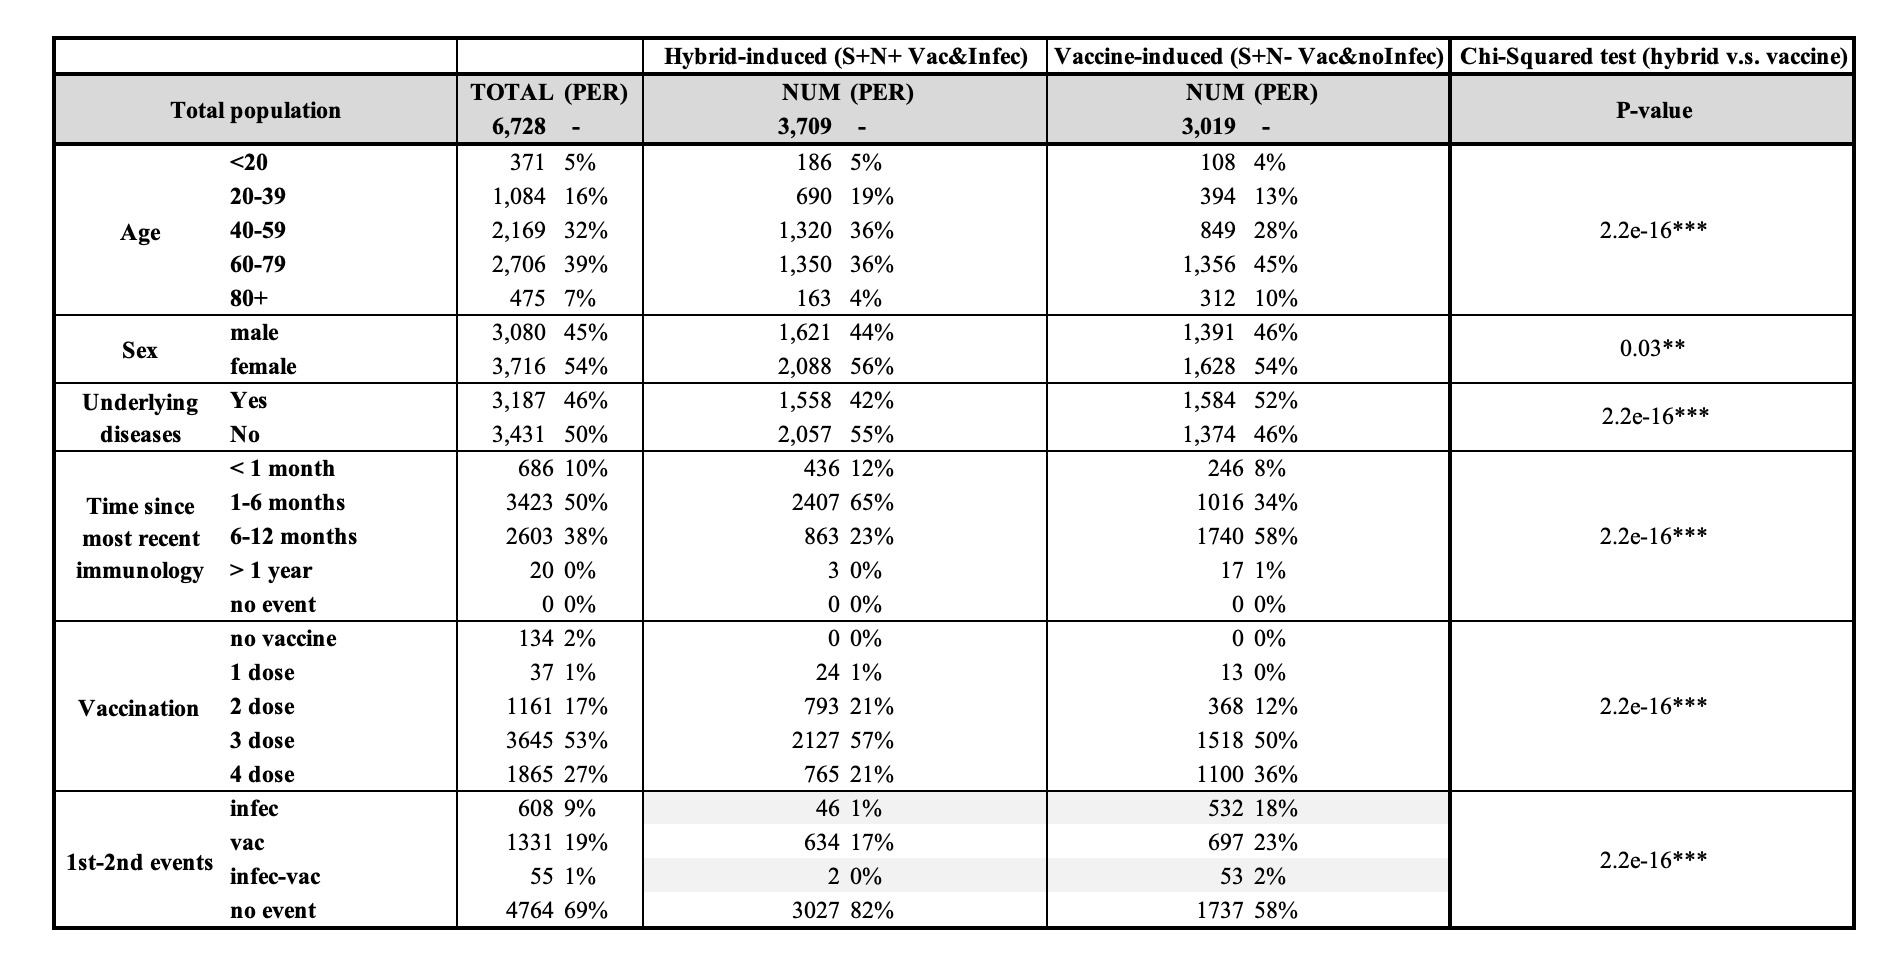 Hybrid-induced (S+N+ Vac&Infec) Vaccine-induced (S+N- Vac&noInfec) Chi-Squared test (hybrid v.s. vaccine)
Total population TOTAL (PER) NUM (PER) NUM (PER) P-value
6,728 - 3,709 - 3,019 -
Age <20 371 5% 186 5% 108 4% 2.2e-16***
20-39 1,084 16% 690 19% 394 13%
40-59 2,169 32% 1,320 36% 849 28%
60-79 2,706 39% 1,350 36% 1,356 45%
80+ 475 7% 163 4% 312 10%
Sex male 3,080 45% 1,621 44% 1,391 46% 0.03**
female 3,716 54% 2,088 56% 1,628 54%
Underlying Yes 3,187 46% 1,558 42% 1,584 52% 2.2e-16***
diseases No 3,431 50% 2,057 55% 1,374 46%
< 1 month 686 10% 436 12% 246 8%
Time since 1-6 months 3423 50% 2407 65% 1016 34%
most recent 6-12 months 2603 38% 863 23% 1740 58% 2.2e-16***
immunology > 1 year 20 0% 3 0% 17 1%
no event 0 0% 0 0% 0 0%
no vaccine 134 2% 0 0% 0 0%
1 dose 37 1% 24 1% 13 0%
Vaccination 2 dose 1161 17% 793 21% 368 12% 2.2e-16***
3 dose 3645 53% 2127 57% 1518 50%
4 dose 1865 27% 765 21% 1100 36%
infec 608 9% 46 1% 532 18%
vac 1331 19% 634 17% 697 23%
1st-2nd events infec-vac 55 1% 2 0% 53 2% 2.2e-16***
no event 4764 69% 3027 82% 1737 58%